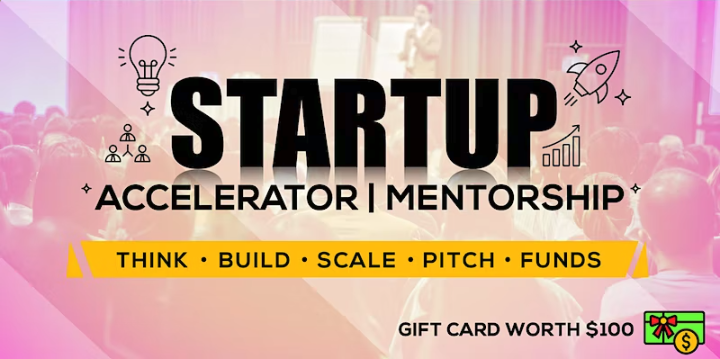 STARTUP
ACCELERATOR | MENTORSHIP
THINK • BUILD • SCALE • PITCH • FUNDS
GIFT CARD WORTH $100
$